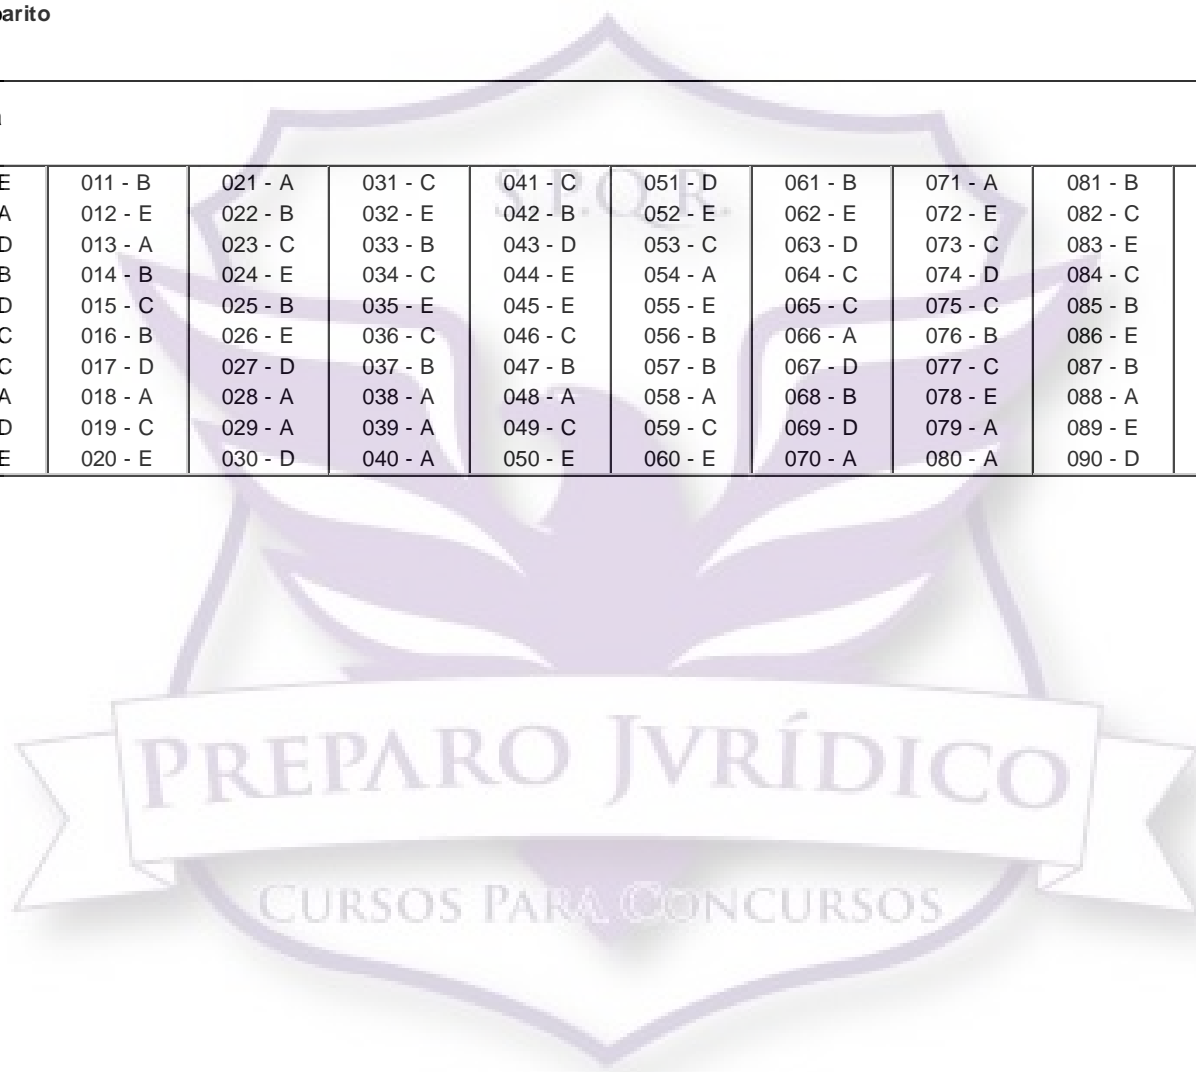 barito
a
E 011 - B 021 - A 031 - C 041 - C 051 - D 061 - B 071 - A 081 - B
A 012 - E 022 - B 032 - E 042 - B 052 - E 062 - E 072 - E 082 - C
D 013 - A 023 - C 033 - B 043 - D 053 - C 063 - D 073 - C 083 - E
B 014 - B 024 - E 034 - C 044 - E 054 - A 064 - C 074 - D 084 - C
D 015 - C 025 - B 035 - E 045 - E 055 - E 065 - C 075 - C 085 - B
C 016 - B 026 - E 036 - C 046 - C 056 - B 066 - A 076 - B 086 - E
C 017 - D 027 - D 037 - B 047 - B 057 - B 067 - D 077 - C 087 - B
A 018 - A 028 - A 038 - A 048 - A 058 - A 068 - B 078 - E 088 - A
D 019 - C 029 - A 039 - A 049 - C 059 - C 069 - D 079 - A 089 - E
E 020 - E 030 - D 040 - A 050 - E 060 - E 070 - A 080 - A 090 - D
S.P.Q.R.
PREPARO JVRÍDICO
CURSOS PARA CONCURSOS